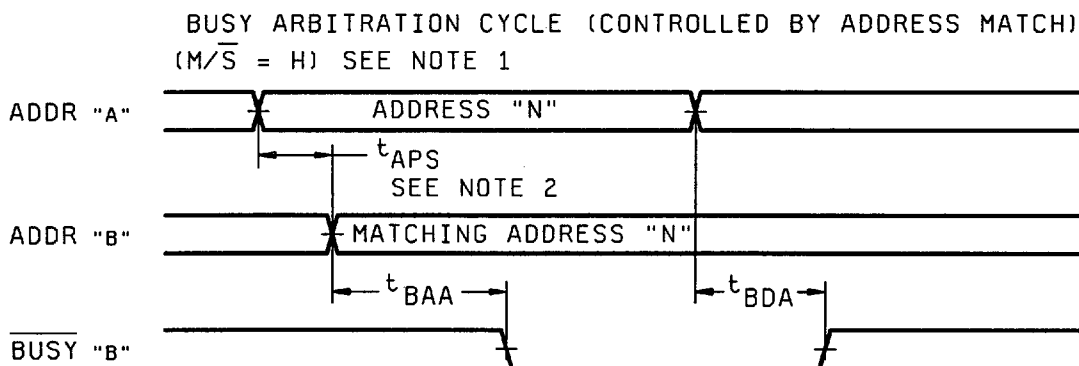 BUSY ARBITRATION CYCLE (CONTROLLED BY ADDRESS MATCH)
(M/S̅ = H) SEE NOTE 1
ADDR "A"
ADDRESS "N"
tAPS
SEE NOTE 2
ADDR "B"
MATCHING ADDRESS "N"
tBAA
tBDA
B̅U̅S̅Y̅ "B"